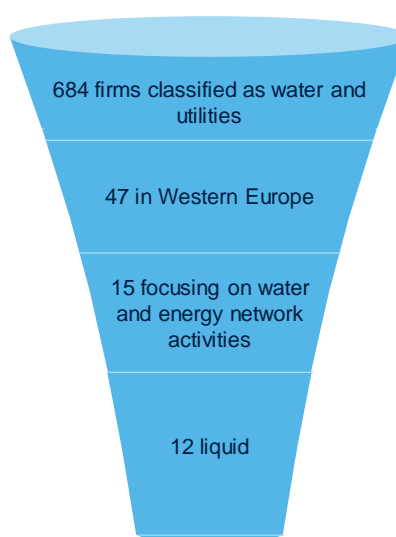 684 firms classified as water and
utilities
47 in Western Europe
15 focusing on water
and energy network
activities
12 liquid